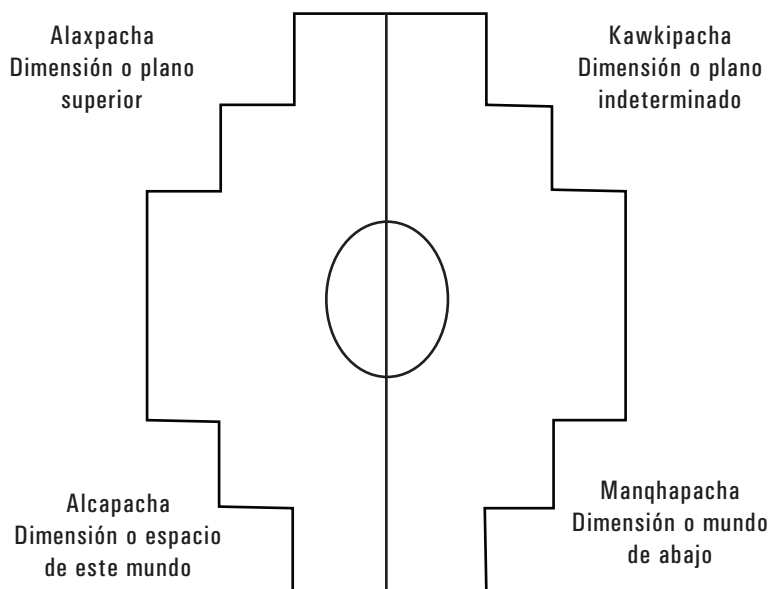 Alaxpacha
Dimensión o plano
superior
Kawkipacha
Dimensión o plano
indeterminado
Alcapacha
Dimensión o espacio
de este mundo
Manqhapacha
Dimensión o mundo
de abajo